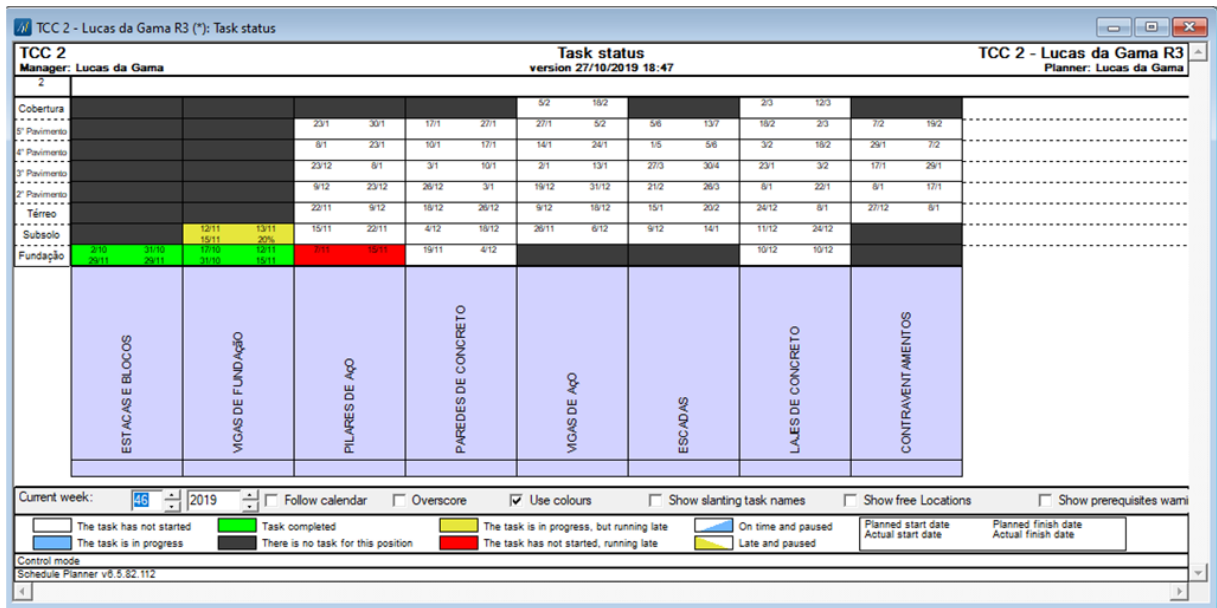 TCC 2 - Lucas da Gama R3 (*): Task status
TCC 2 Task status TCC 2 - Lucas da Gama R3
Manager: Lucas da Gama version 27/10/2019 18:47 Planner: Lucas da Gama
2
Cobertura 5/2 18/2 2/3 12/3
5° Pavimento 23/1 30/1 17/1 27/1 27/1 5/2 5/6 13/7 18/2 2/3 7/2 19/2
4° Pavimento 8/1 23/1 10/1 17/1 14/1 24/1 1/5 5/6 3/2 18/2 29/1 7/2
3° Pavimento 23/12 8/1 3/1 10/1 2/1 13/1 27/3 30/4 23/1 3/2 17/1 29/1
2° Pavimento 9/12 23/12 26/12 3/1 19/12 31/12 21/2 26/3 8/1 22/1 8/1 17/1
Térreo 22/11 9/12 18/12 26/12 9/12 18/12 15/1 20/2 24/12 8/1 27/12 8/1
Subsolo 12/11 13/11 15/11 22/11 4/12 18/12 26/11 6/12 9/12 14/1 11/12 24/12
15/11 20%
Fundação 2/10 31/10 17/10 12/11 7/11 15/11 19/11 4/12 10/12 10/12
29/11 29/11 31/10 15/11
ESTACAS E BLOCOS
VIGAS DE FUNDAçãO
PILARES DE AçO
PAREDES DE CONCRETO
VIGAS DE AçO
ESCADAS
LAJES DE CONCRETO
CONTRAVENTAMENTOS
Current week: 46 2019 Follow calendar Overscore Use colours Show slanting task names Show free Locations Show prerequisites warni
The task has not started Task completed The task is in progress, but running late On time and paused Planned start date Planned finish date
Actual start date Actual finish date
The task is in progress There is no task for this position The task has not started, running late Late and paused
Control mode
Schedule Planner v6.5.82.112